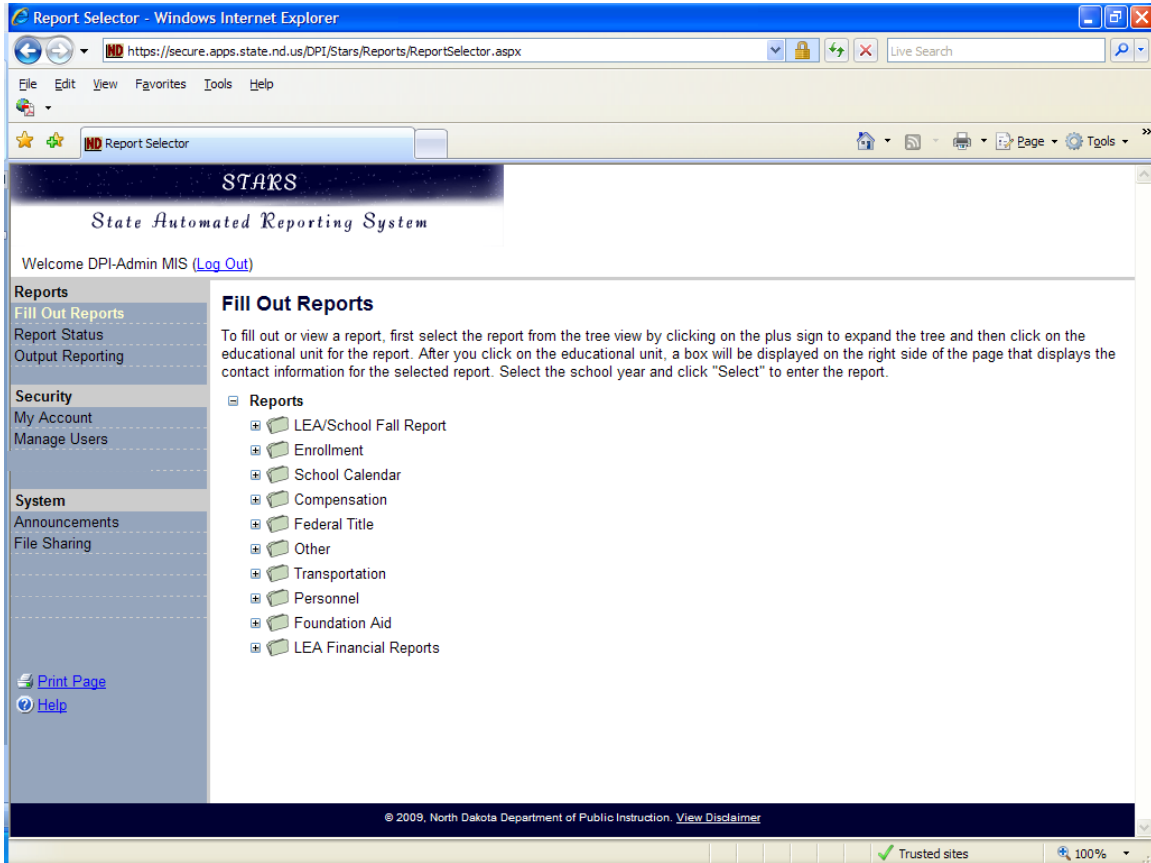 Report Selector - Windows Internet Explorer
ND https://secure.apps.state.nd.us/DPI/Stars/Reports/ReportSelector.aspx
Live Search
File Edit View Favorites Tools Help
ND Report Selector
Page Tools »
STARS
State Automated Reporting System
Welcome DPI-Admin MIS (Log Out)
Reports
Fill Out Reports
Report Status
Output Reporting
Security
My Account
Manage Users
System
Announcements
File Sharing
Print Page
Help
Fill Out Reports
To fill out or view a report, first select the report from the tree view by clicking on the plus sign to expand the tree and then click on the
educational unit for the report. After you click on the educational unit, a box will be displayed on the right side of the page that displays the
contact information for the selected report. Select the school year and click "Select" to enter the report.
Reports
LEA/School Fall Report
Enrollment
School Calendar
Compensation
Federal Title
Other
Transportation
Personnel
Foundation Aid
LEA Financial Reports
© 2009, North Dakota Department of Public Instruction. View Disclaimer
Trusted sites
100%